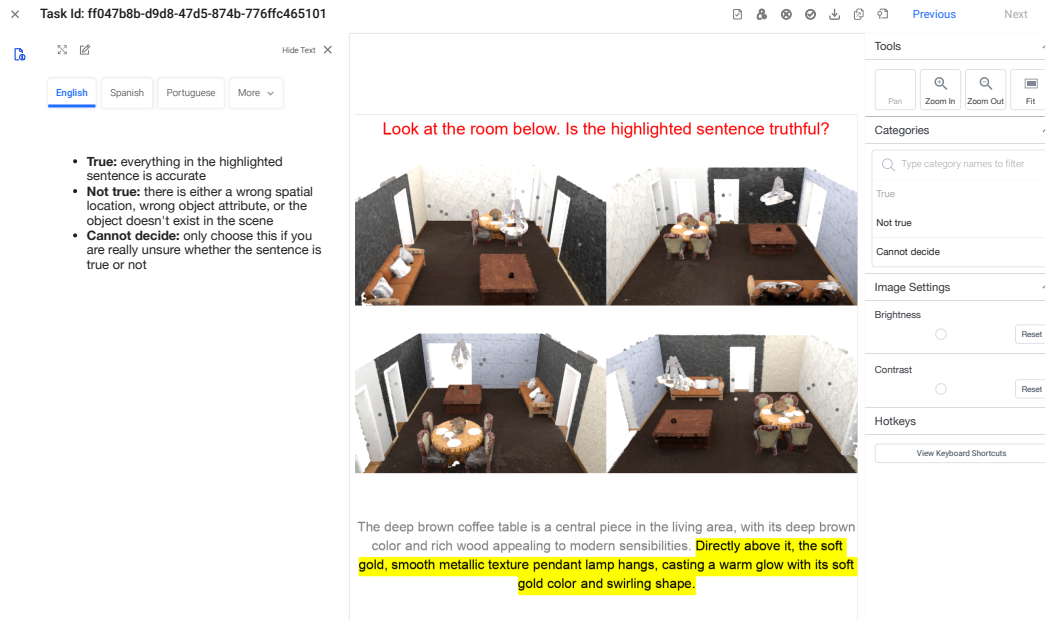 Task Id: ff047b8b-d9d8-47d5-874b-776ffc465101
Previous
Next
Hide Text
English
Spanish
Portuguese
More
True: everything in the highlighted
sentence is accurate
Not true: there is either a wrong spatial
location, wrong object attribute, or the
object doesn't exist in the scene
Cannot decide: only choose this if you
are really unsure whether the sentence is
true or not
Look at the room below. Is the highlighted sentence truthful?
The deep brown coffee table is a central piece in the living area, with its deep brown
color and rich wood appealing to modern sensibilities. Directly above it, the soft
gold, smooth metallic texture pendant lamp hangs, casting a warm glow with its soft
gold color and swirling shape.
Tools
Pan
Zoom In
Zoom Out
Fit
Categories
Type category names to filter
True
Not true
Cannot decide
Image Settings
Brightness
Reset
Contrast
Reset
Hotkeys
View Keyboard Shortcuts